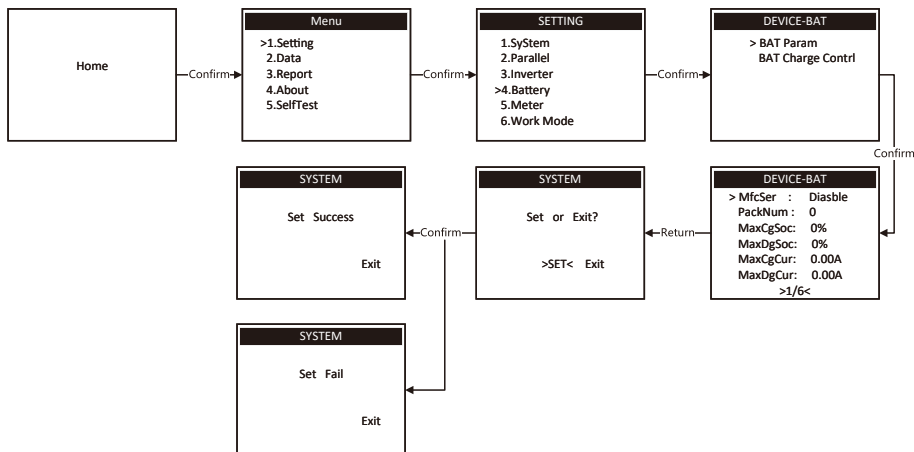 Home
Confirm
Menu
>1.Setting
2.Data
3.Report
4.About
5.SelfTest
Confirm
SETTING
1.SyStem
2.Parallel
3.Inverter
>4.Battery
5.Meter
6.Work Mode
Confirm
DEVICE-BAT
> BAT Param
BAT Charge Contrl
Confirm
DEVICE-BAT
> MfcSer : Diasble
PackNum : 0
MaxCgSoc: 0%
MaxDgSoc: 0%
MaxCgCur: 0.00A
MaxDgCur: 0.00A
>1/6<
Return
SYSTEM
Set or Exit?
>SET< Exit
Confirm
SYSTEM
Set Success
Exit
SYSTEM
Set Fail
Exit